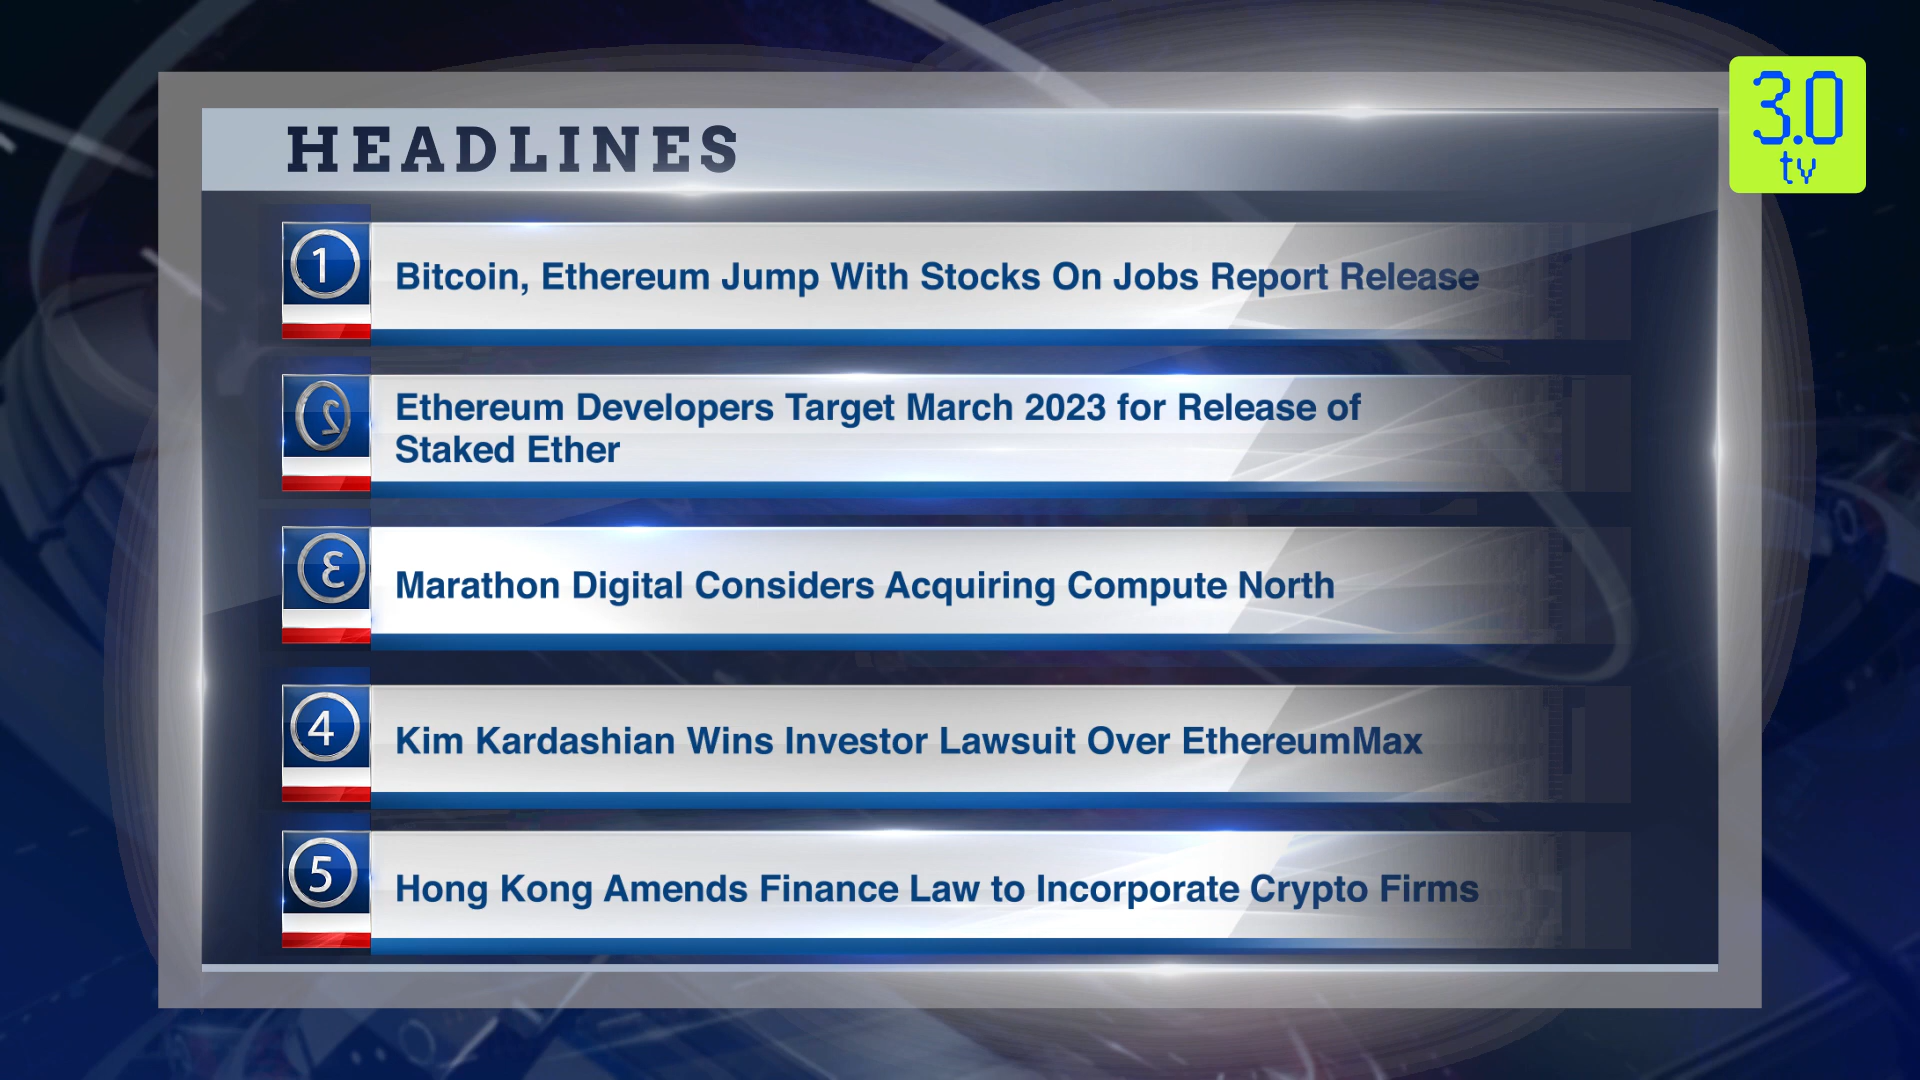 3.0
tv
HEADLINES
1
Bitcoin, Ethereum Jump With Stocks On Jobs Report Release
2
Ethereum Developers Target March 2023 for Release of
Staked Ether
3
Marathon Digital Considers Acquiring Compute North
4
Kim Kardashian Wins Investor Lawsuit Over EthereumMax
5
Hong Kong Amends Finance Law to Incorporate Crypto Firms